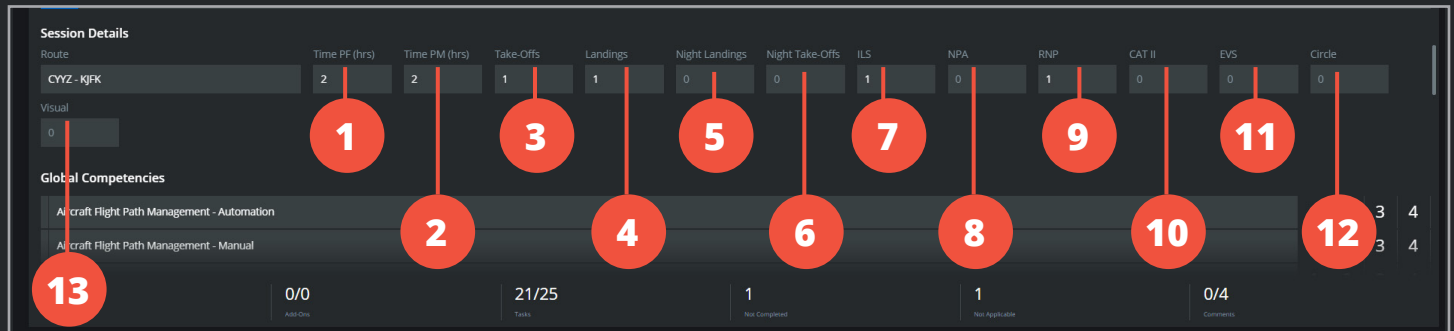 Session Details
Route Time PF (hrs) Time PM (hrs) Take-Offs Landings Night Landings Night Take-Offs ILS NPA RNP CAT II EVS Circle
CYYZ - KJFK 2 2 1 1 0 0 1 0 1 0 0 0
Visual
0
1 3 5 7 9 11
Global Competencies
Aircraft Flight Path Management - Automation 3 4
2 4 6 8 10 12
Aircraft Flight Path Management - Manual 3 4
13
0/0 21/25 1 1 0/4
Add-Ons Tasks Not Completed Not Applicable Comments